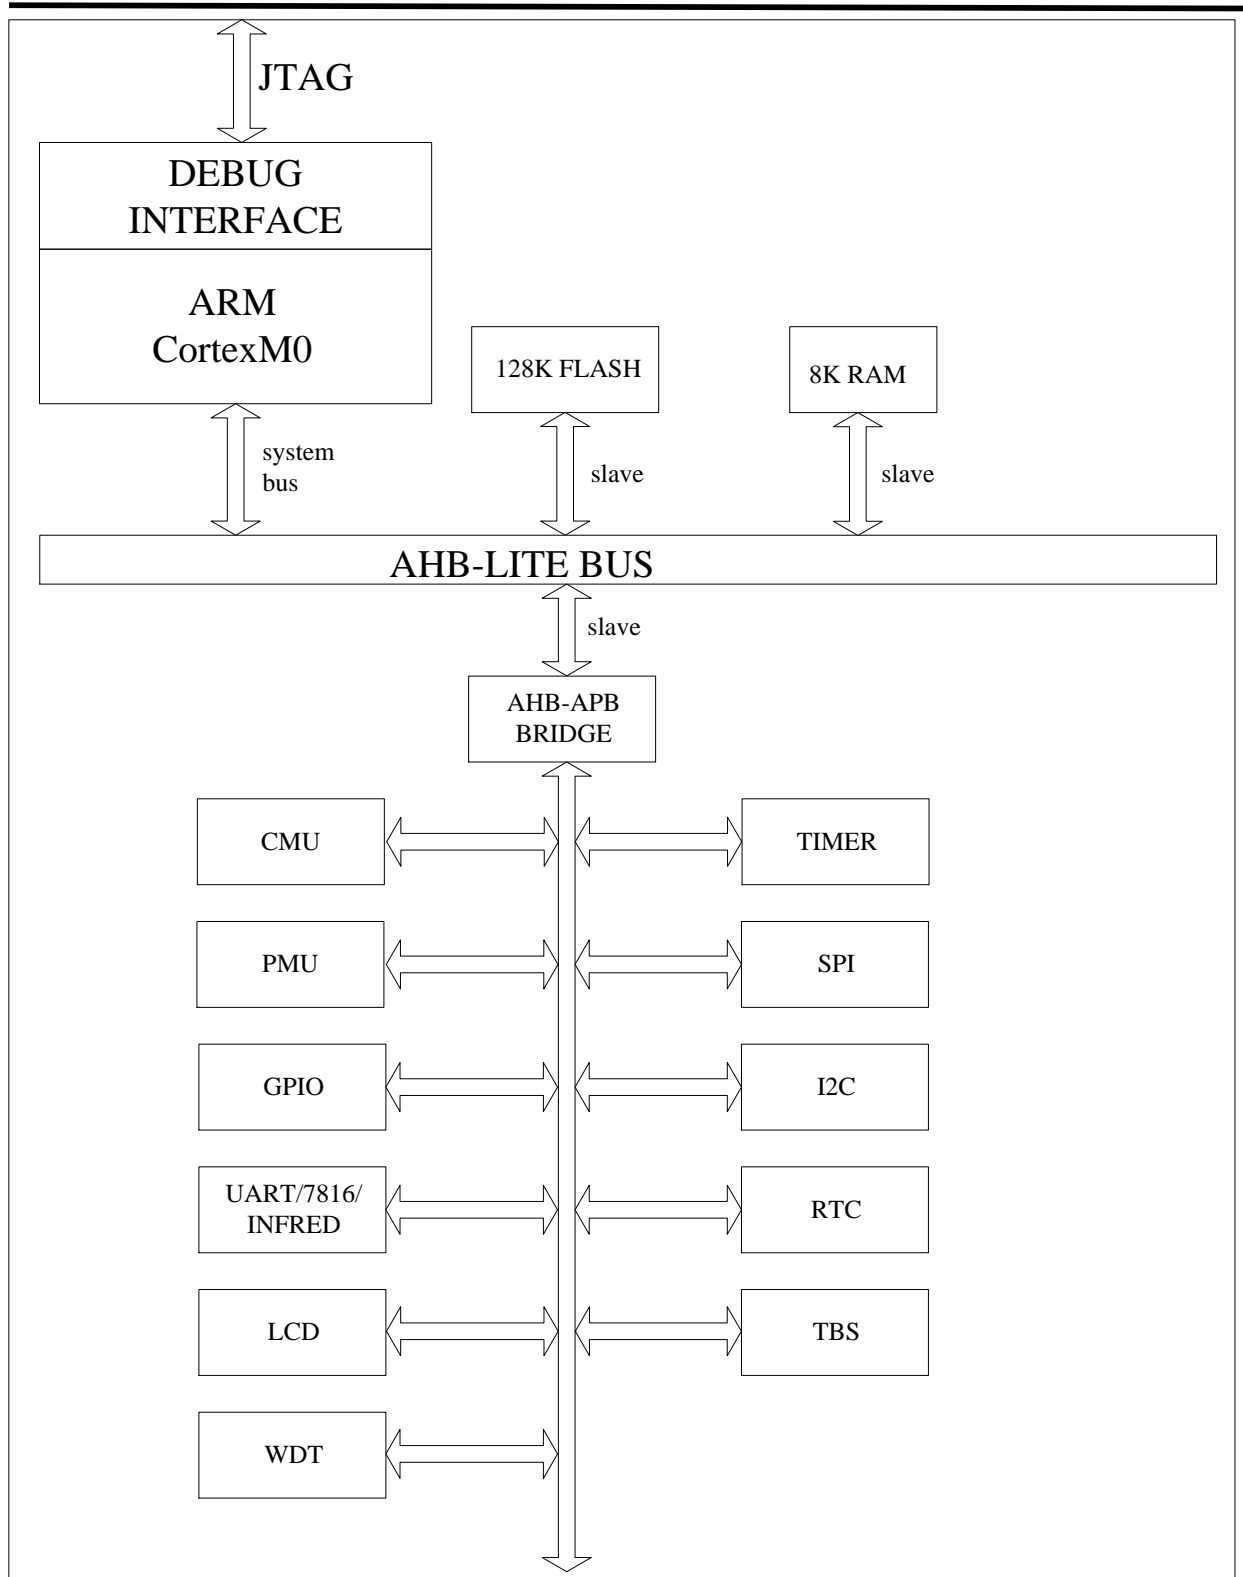 JTAG
DEBUG
INTERFACE
ARM
CortexM0
128K FLASH
8K RAM
system
bus
slave
slave
AHB-LITE BUS
slave
AHB-APB
BRIDGE
CMU
TIMER
PMU
SPI
GPIO
I2C
UART/7816/
INFRED
RTC
LCD
TBS
WDT